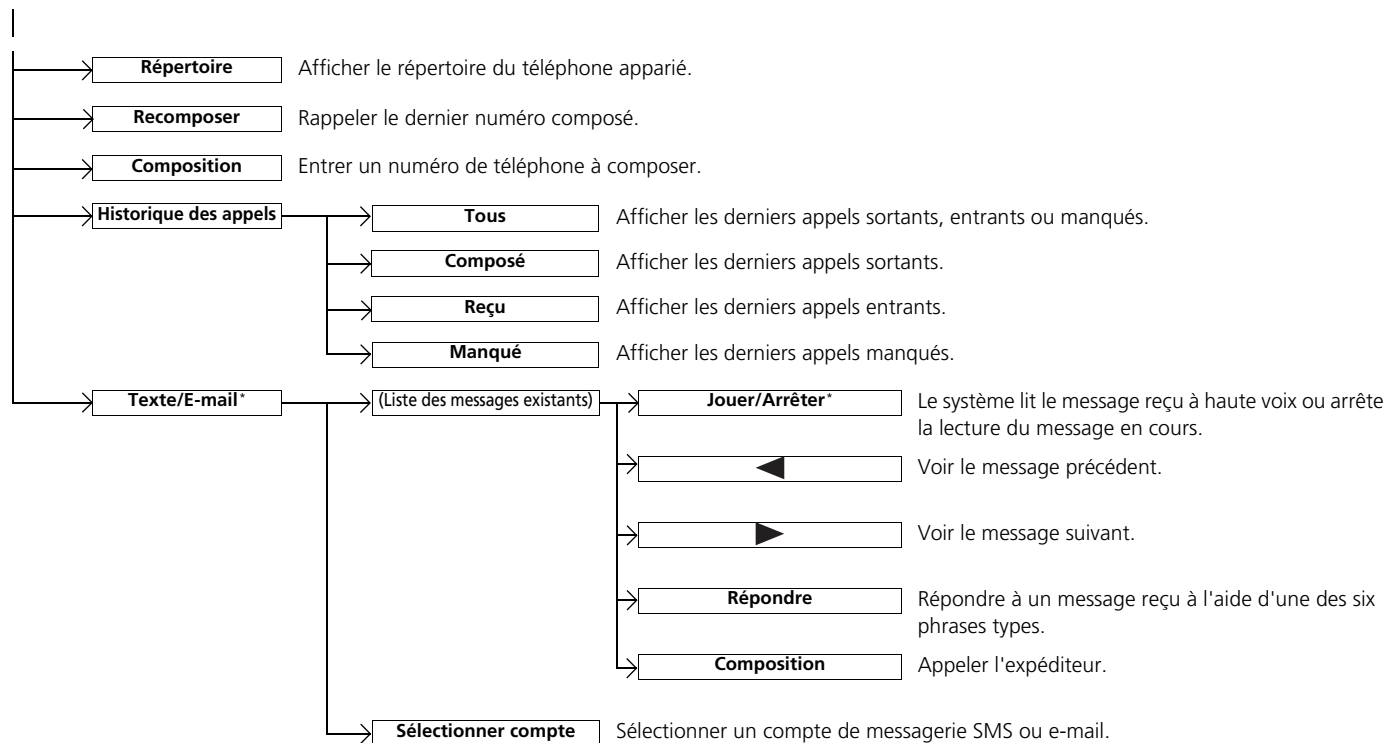 Répertoire Afficher le répertoire du téléphone apparié.
Recomposer Rappeler le dernier numéro composé.
Composition Entrer un numéro de téléphone à composer.
Historique des appels Tous Afficher les derniers appels sortants, entrants ou manqués.
Composé Afficher les derniers appels sortants.
Reçu Afficher les derniers appels entrants.
Manqué Afficher les derniers appels manqués.
Texte/E-mail* (Liste des messages existants) Jouer/Arrêter* Le système lit le message reçu à haute voix ou arrête
la lecture du message en cours.
Voir le message précédent.
Voir le message suivant.
Répondre Répondre à un message reçu à l'aide d'une des six
phrases types.
Composition Appeler l'expéditeur.
Sélectionner compte Sélectionner un compte de messagerie SMS ou e-mail.